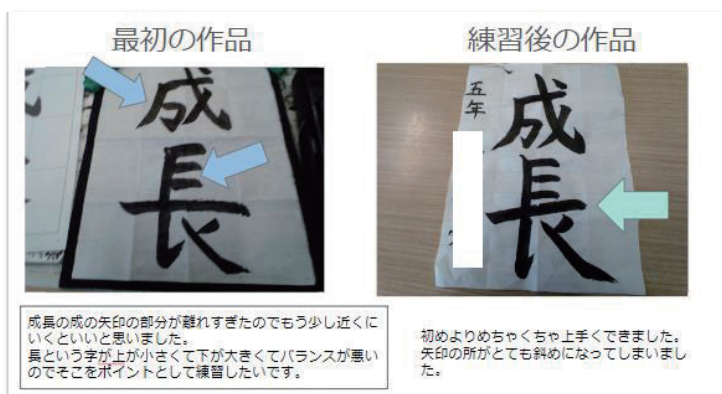 最初の作品
成
長
成長の成の矢印の部分が離れすぎたのでもう少し近くに
いくといいと思いました。
長という字が上が小さくて下が大きくてバランスが悪い
のでそこをポイントとして練習したいです。
練習後の作品
成
長
五年
初めよりめちゃくちゃ上手くできました。
矢印の所がとても斜めになってしまいまし
た。